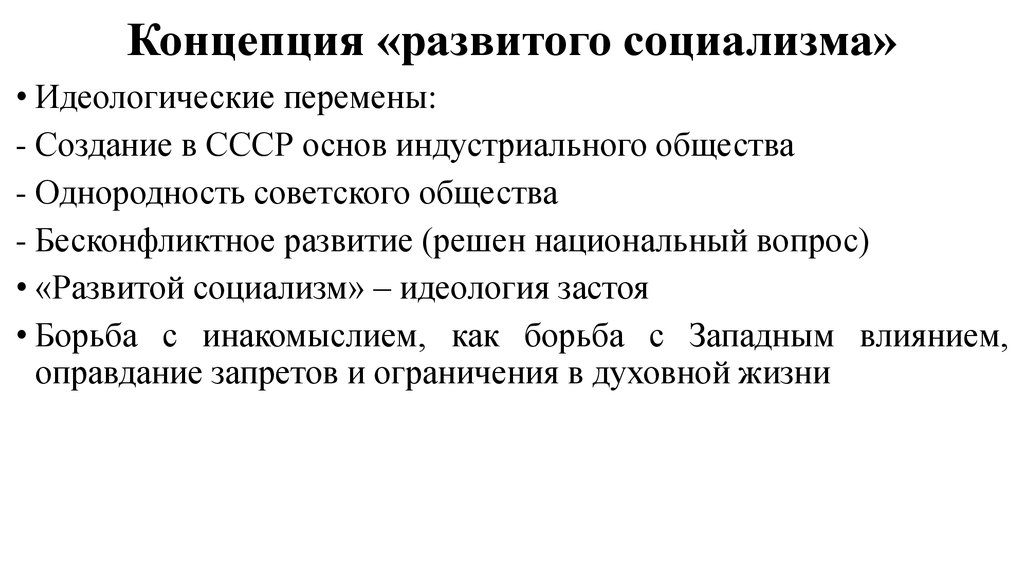 Концепция «развитого социализма»
• Идеологические перемены:
- Создание в СССР основ индустриального общества
- Однородность советского общества
- Бесконфликтное развитие (решен национальный вопрос)
• «Развитой социализм» – идеология застоя
• Борьба с инакомыслием, как борьба с Западным влиянием,
оправдание запретов и ограничения в духовной жизни